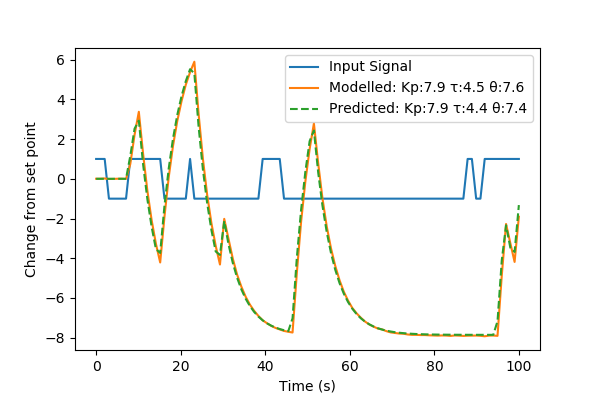 Input Signal
Modelled: Kp:7.9 τ:4.5 θ:7.6
Predicted: Kp:7.9 τ:4.4 θ:7.4
Change from set point
6
4
2
0
−2
−4
−6
−8
0 20 40 60 80 100
Time (s)